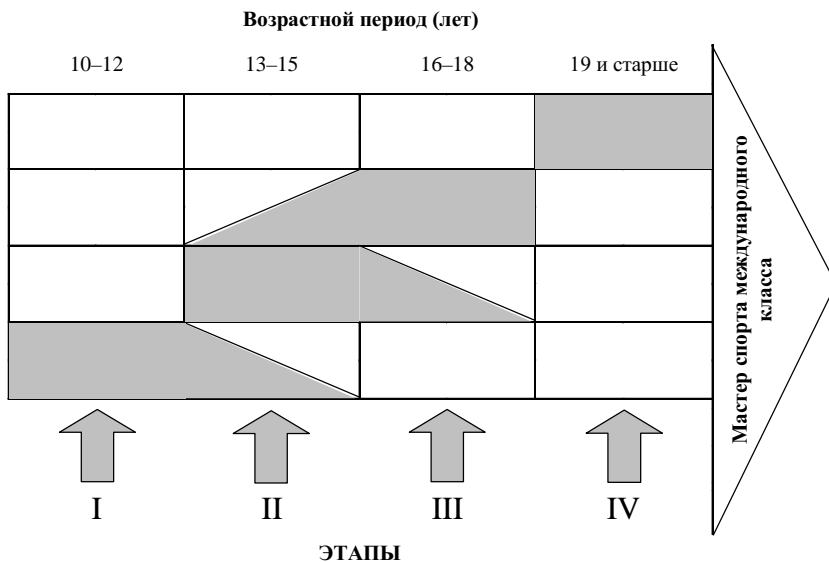 Возрастной период (лет)
10–12 13–15 16–18 19 и старше
Мастер спорта международного
класса
I II III IV
ЭТАПЫ